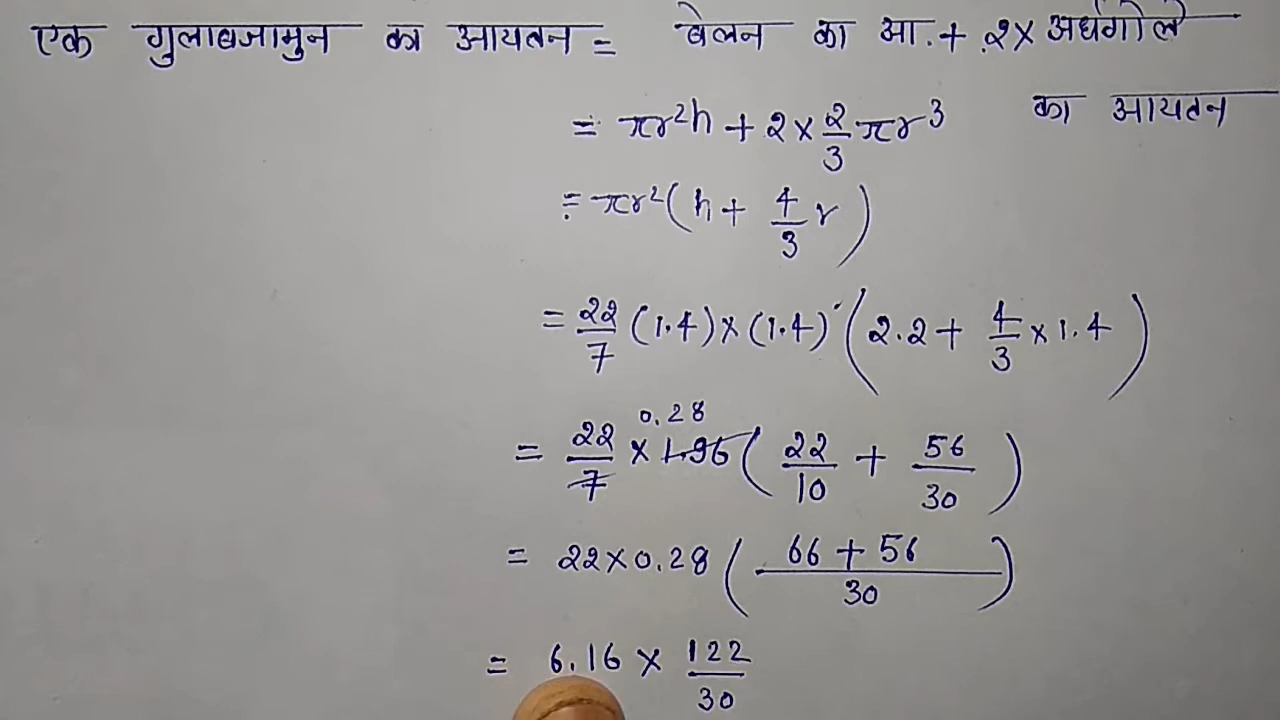 एक गुलाबजामुन का आयतन = बेलन का आ. + 2 × अर्धगोले
का आयतन
= πr²h + 2 × 2/3 πr³
= πr² (h + 4/3 r)
= 22/7 (1.4) × (1.4) (2.2 + 4/3 × 1.4)
0.28
= 22/7 × 1.96 (22/10 + 56/30)
= 22 × 0.28 (66 + 56/30)
= 6.16 × 122/30